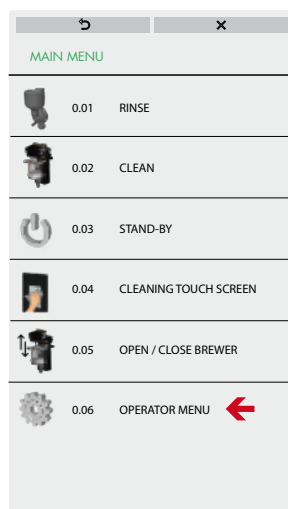 MAIN MENU
0.01 RINSE
0.02 CLEAN
0.03 STAND-BY
0.04 CLEANING TOUCH SCREEN
0.05 OPEN / CLOSE BREWER
0.06 OPERATOR MENU